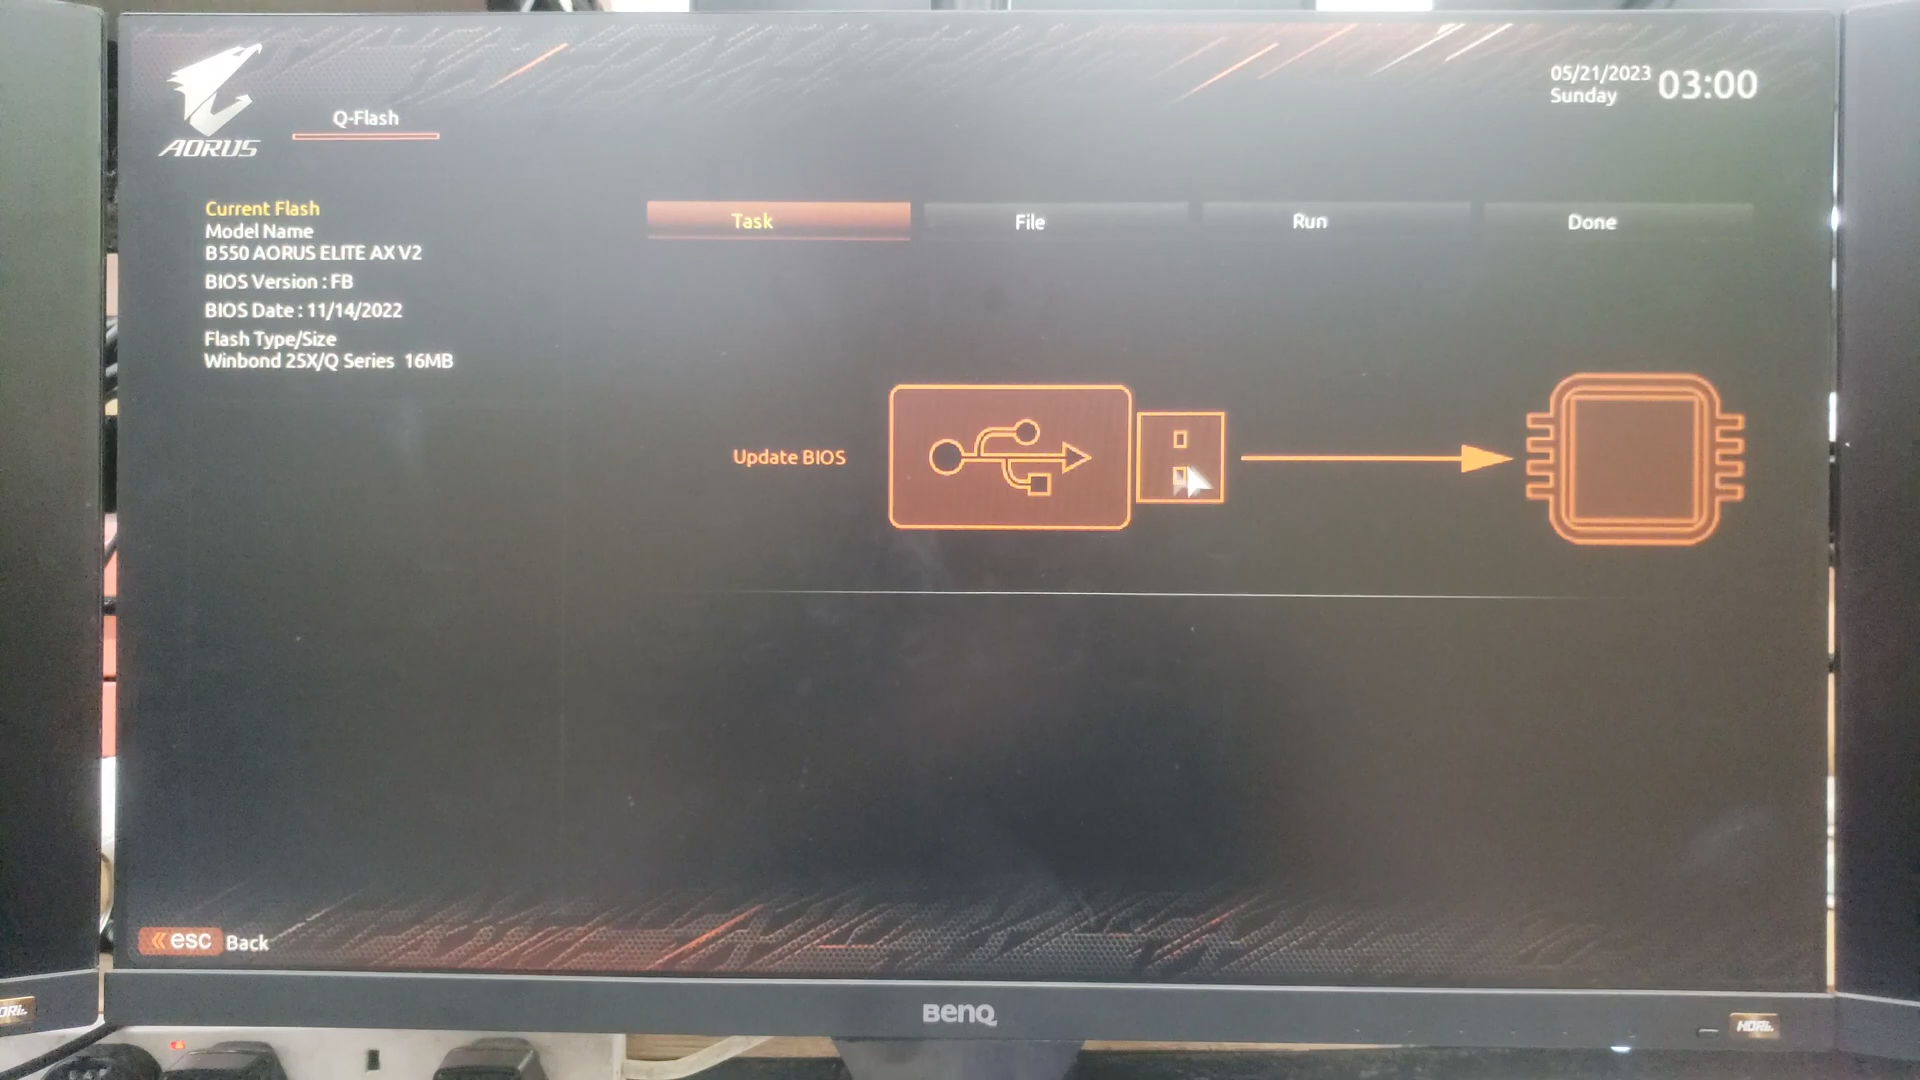 AORUS
Q-Flash
05/21/2023
Sunday
03:00
Current Flash
Model Name
B550 AORUS ELITE AX V2
BIOS Version : FB
BIOS Date : 11/14/2022
Flash Type/Size
Winbond 25X/Q Series 16MB
Task
File
Run
Done
Update BIOS
esc Back
BenQ
HDRi
HDRi